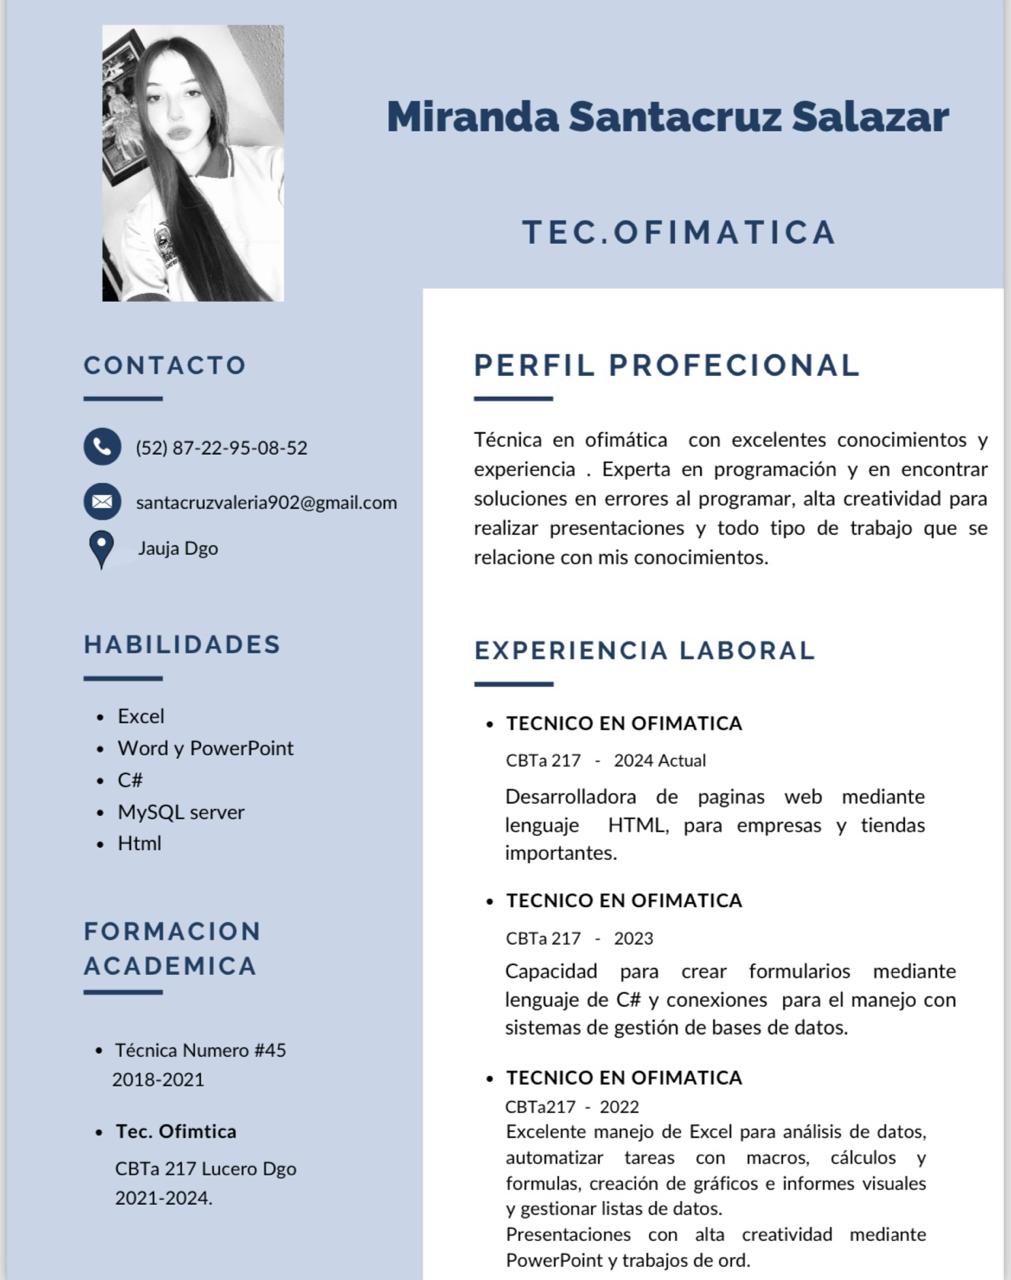 Miranda Santacruz Salazar
TEC.OFIMATICA
CONTACTO
(52) 87-22-95-08-52
santacruzvaleria902@gmail.com
Jauja Dgo
HABILIDADES
• Excel
• Word y PowerPoint
• C#
• MySQL server
• Html
FORMACION
ACADEMICA
• Técnica Numero #45
2018-2021
• Tec. Ofimtica
CBTa 217 Lucero Dgo
2021-2024.
PERFIL PROFECIONAL
Técnica en ofimática con excelentes conocimientos y
experiencia . Experta en programación y en encontrar
soluciones en errores al programar, alta creatividad para
realizar presentaciones y todo tipo de trabajo que se
relacione con mis conocimientos.
EXPERIENCIA LABORAL
• TECNICO EN OFIMATICA
CBTa 217 - 2024 Actual
Desarrolladora de paginas web mediante
lenguaje HTML, para empresas y tiendas
importantes.
• TECNICO EN OFIMATICA
CBTa 217 - 2023
Capacidad para crear formularios mediante
lenguaje de C# y conexiones para el manejo con
sistemas de gestión de bases de datos.
• TECNICO EN OFIMATICA
CBTa217 - 2022
Excelente manejo de Excel para análisis de datos,
automatizar tareas con macros, cálculos y
formulas, creación de gráficos e informes visuales
y gestionar listas de datos.
Presentaciones con alta creatividad mediante
PowerPoint y trabajos de ord.